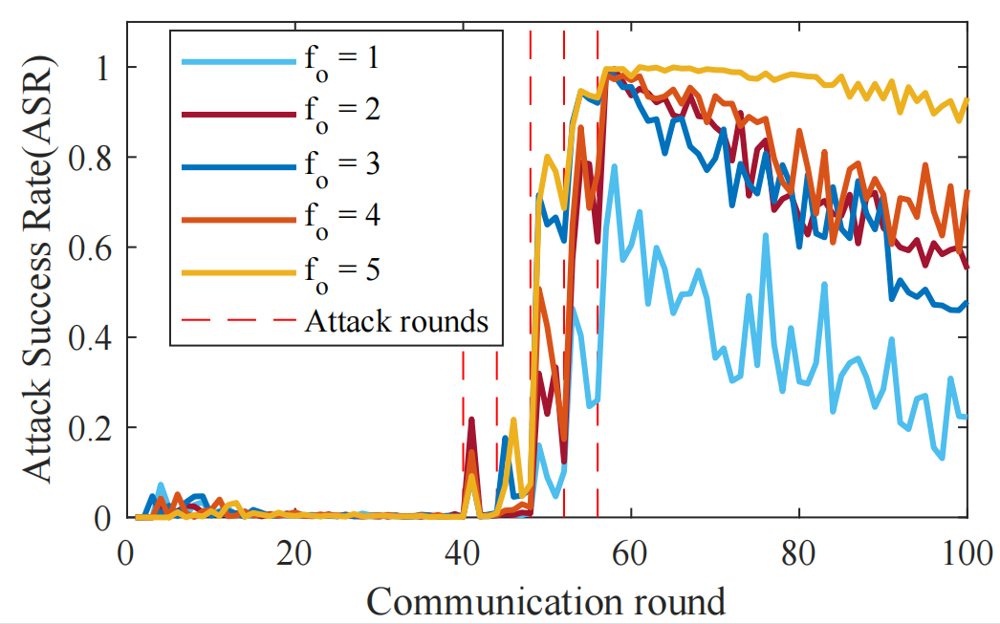 Attack Success Rate(ASR)
1
0.8
0.6
0.4
0.2
0
f_o = 1
f_o = 2
f_o = 3
f_o = 4
f_o = 5
Attack rounds
0 20 40 60 80 100
Communication round